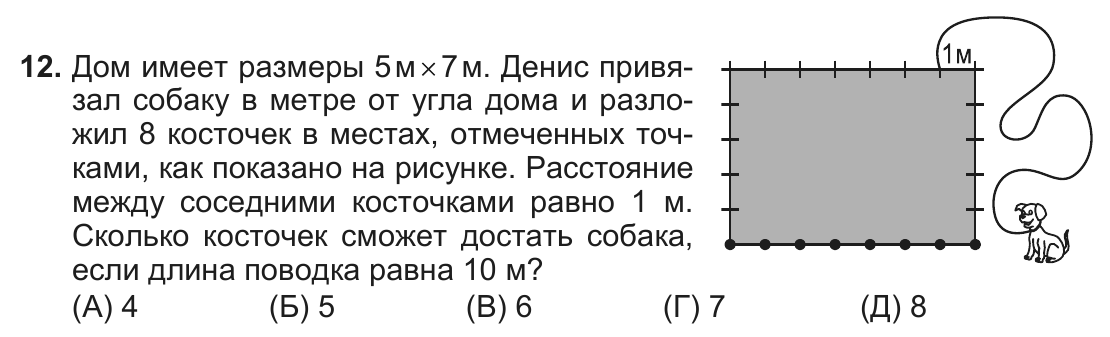 12. Дом имеет размеры 5 м × 7 м. Денис привя-
зал собаку в метре от угла дома и разло-
жил 8 косточек в местах, отмеченных точ-
ками, как показано на рисунке. Расстояние
между соседними косточками равно 1 м.
Сколько косточек сможет достать собака,
если длина поводка равна 10 м?
(А) 4 (Б) 5 (В) 6 (Г) 7 (Д) 8
1 м